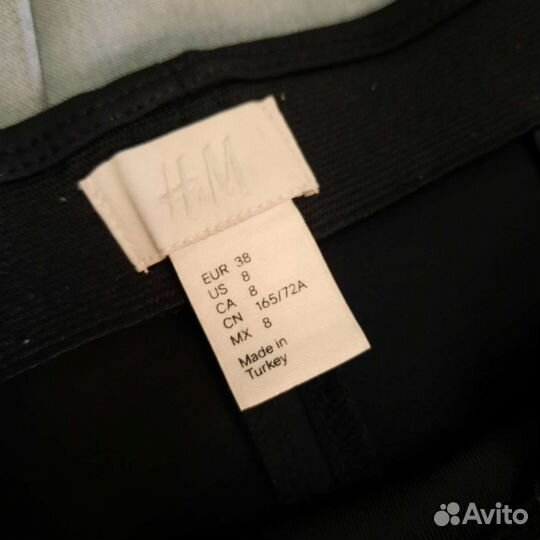 H&M
EUR 38
US 8
CA 8
CN 165/72A
MX 8
Made in
Turkey
Avito